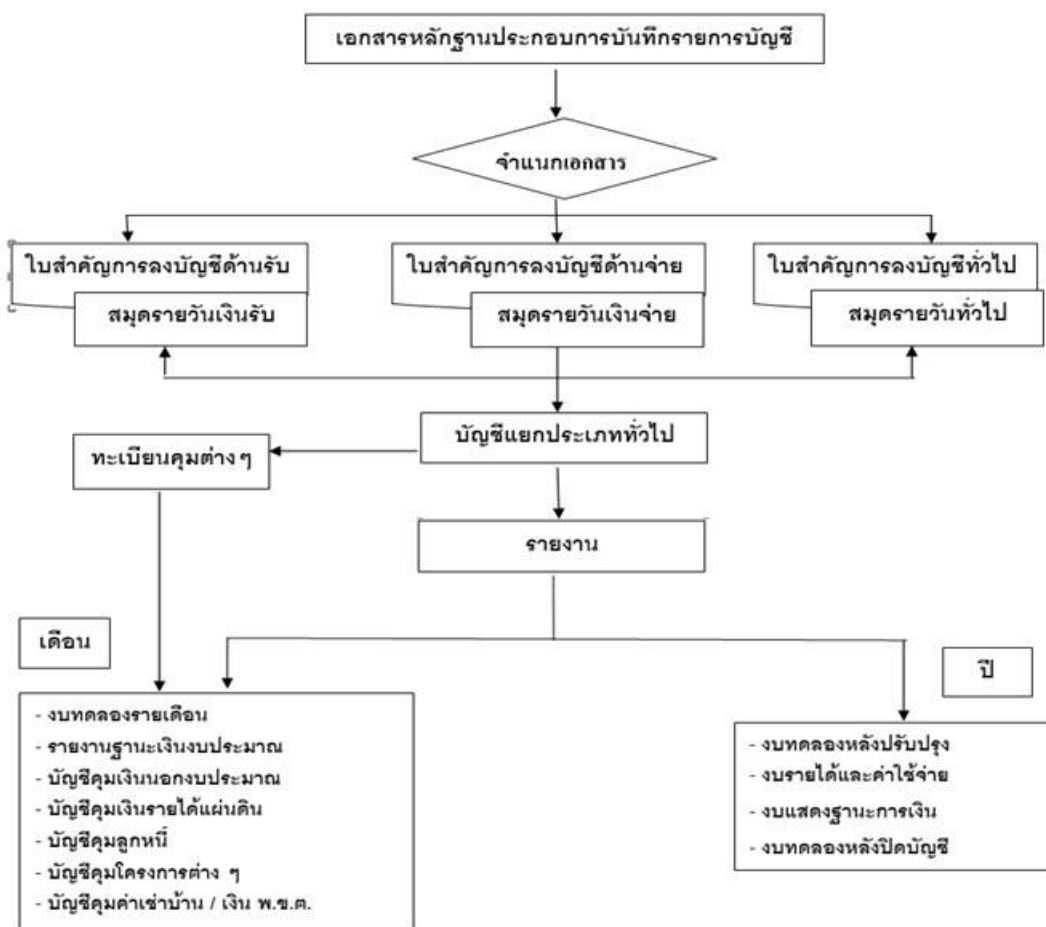 เอกสารหลักฐานประกอบการบันทึกรายการบัญชี
จำแนกเอกสาร
ใบสำคัญการลงบัญชีด้านรับ
สมุดรายวันเงินรับ
ใบสำคัญการลงบัญชีด้านจ่าย
สมุดรายวันเงินจ่าย
ใบสำคัญการลงบัญชีทั่วไป
สมุดรายวันทั่วไป
บัญชีแยกประเภททั่วไป
ทะเบียนคุมต่างๆ
รายงาน
เดือน
ปี
- งบทดลองรายเดือน
- รายงานฐานะเงินงบประมาณ
- บัญชีคุมเงินนอกงบประมาณ
- บัญชีคุมเงินรายได้แผ่นดิน
- บัญชีคุมลูกหนี้
- บัญชีคุมโครงการต่าง ๆ
- บัญชีคุมค่าเช่าบ้าน / เงิน พ.ข.ต.
- งบทดลองหลังปรับปรุง
- งบรายได้และค่าใช้จ่าย
- งบแสดงฐานะการเงิน
- งบทดลองหลังปิดบัญชี